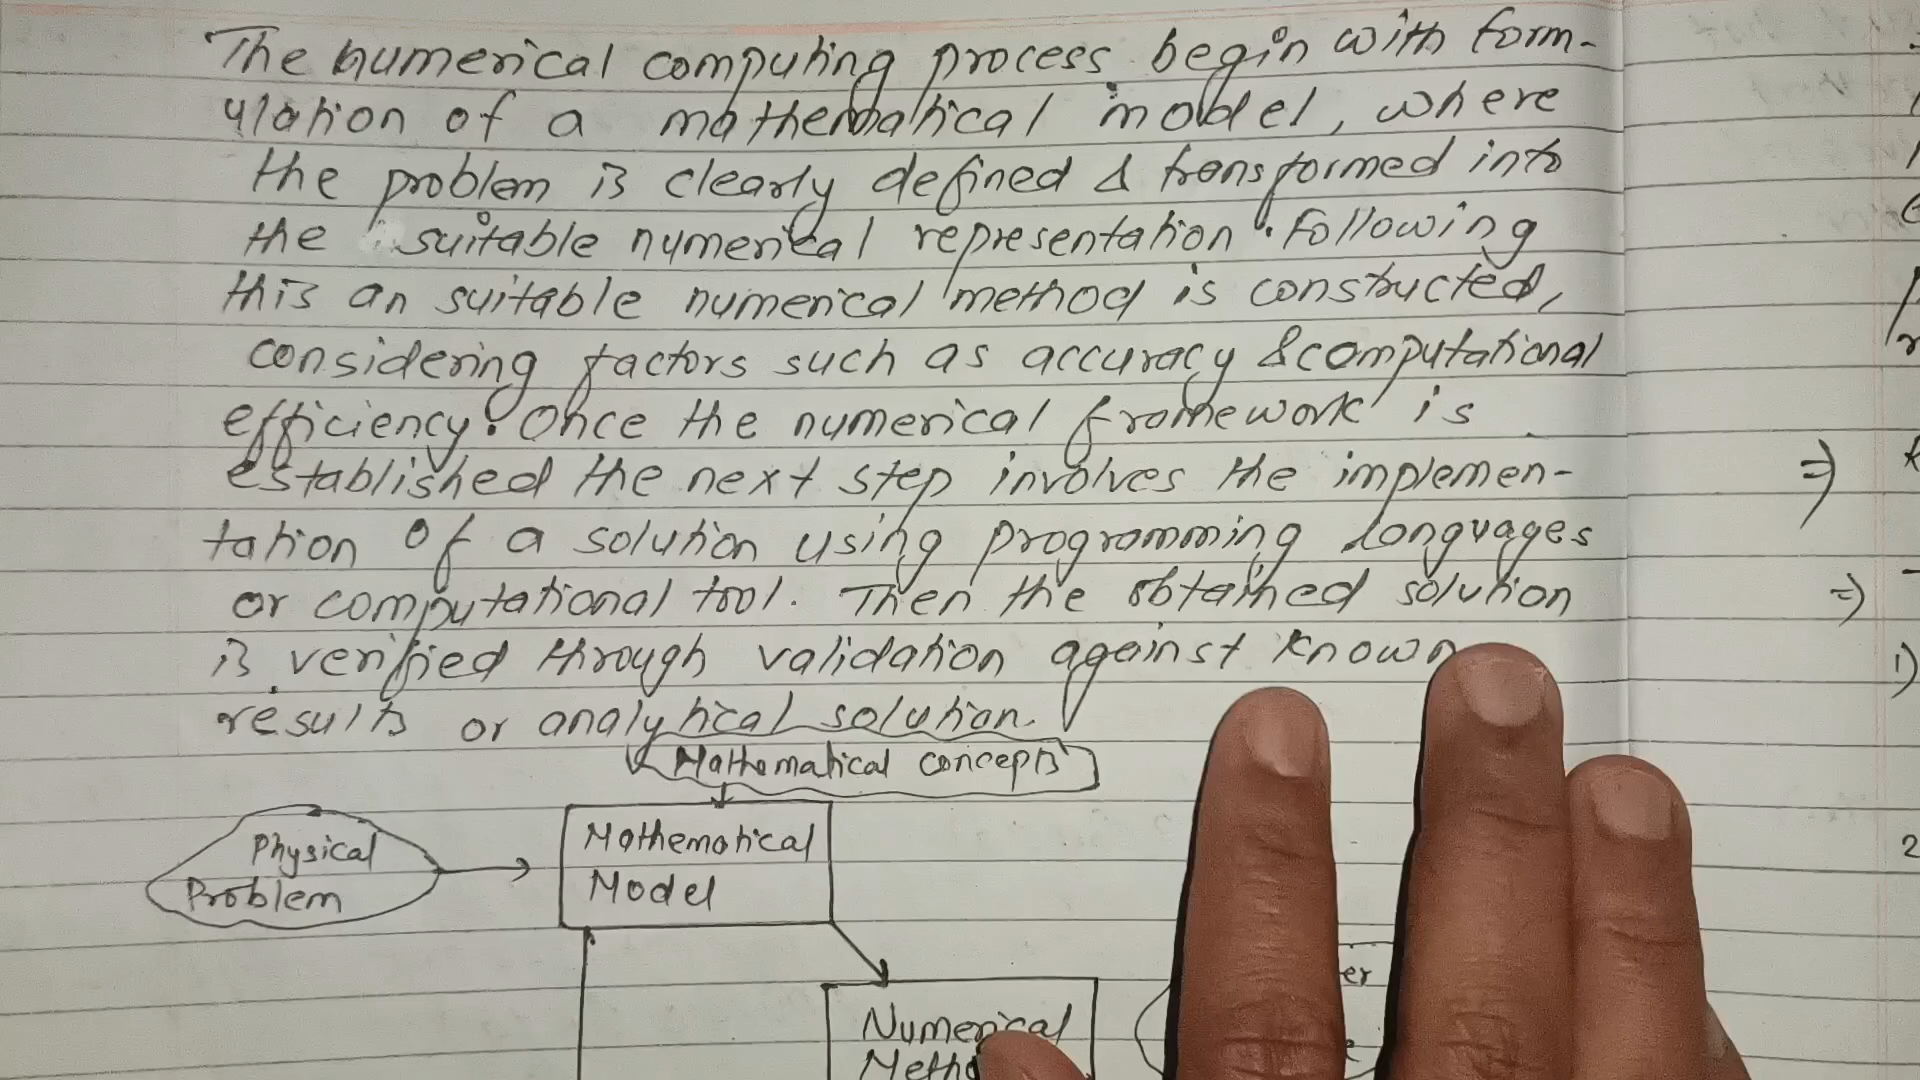 The numerical computing process begin with form-
ulation of a mathematical model, where
the problem is clearly defined & transformed into
the suitable numerical representation. Following
this an suitable numerical method is constructed,
considering factors such as accuracy & computational
efficiency. Once the numerical framework is
established the next step involves the implemen-
tation of a solution using programming languages
or computational tool. Then the obtained solution
is verified through validation against known
results or analytical solution.
Mathematical concepts
Physical
Problem
Mathematical
Model
Numerical
=>
=>
1)
2